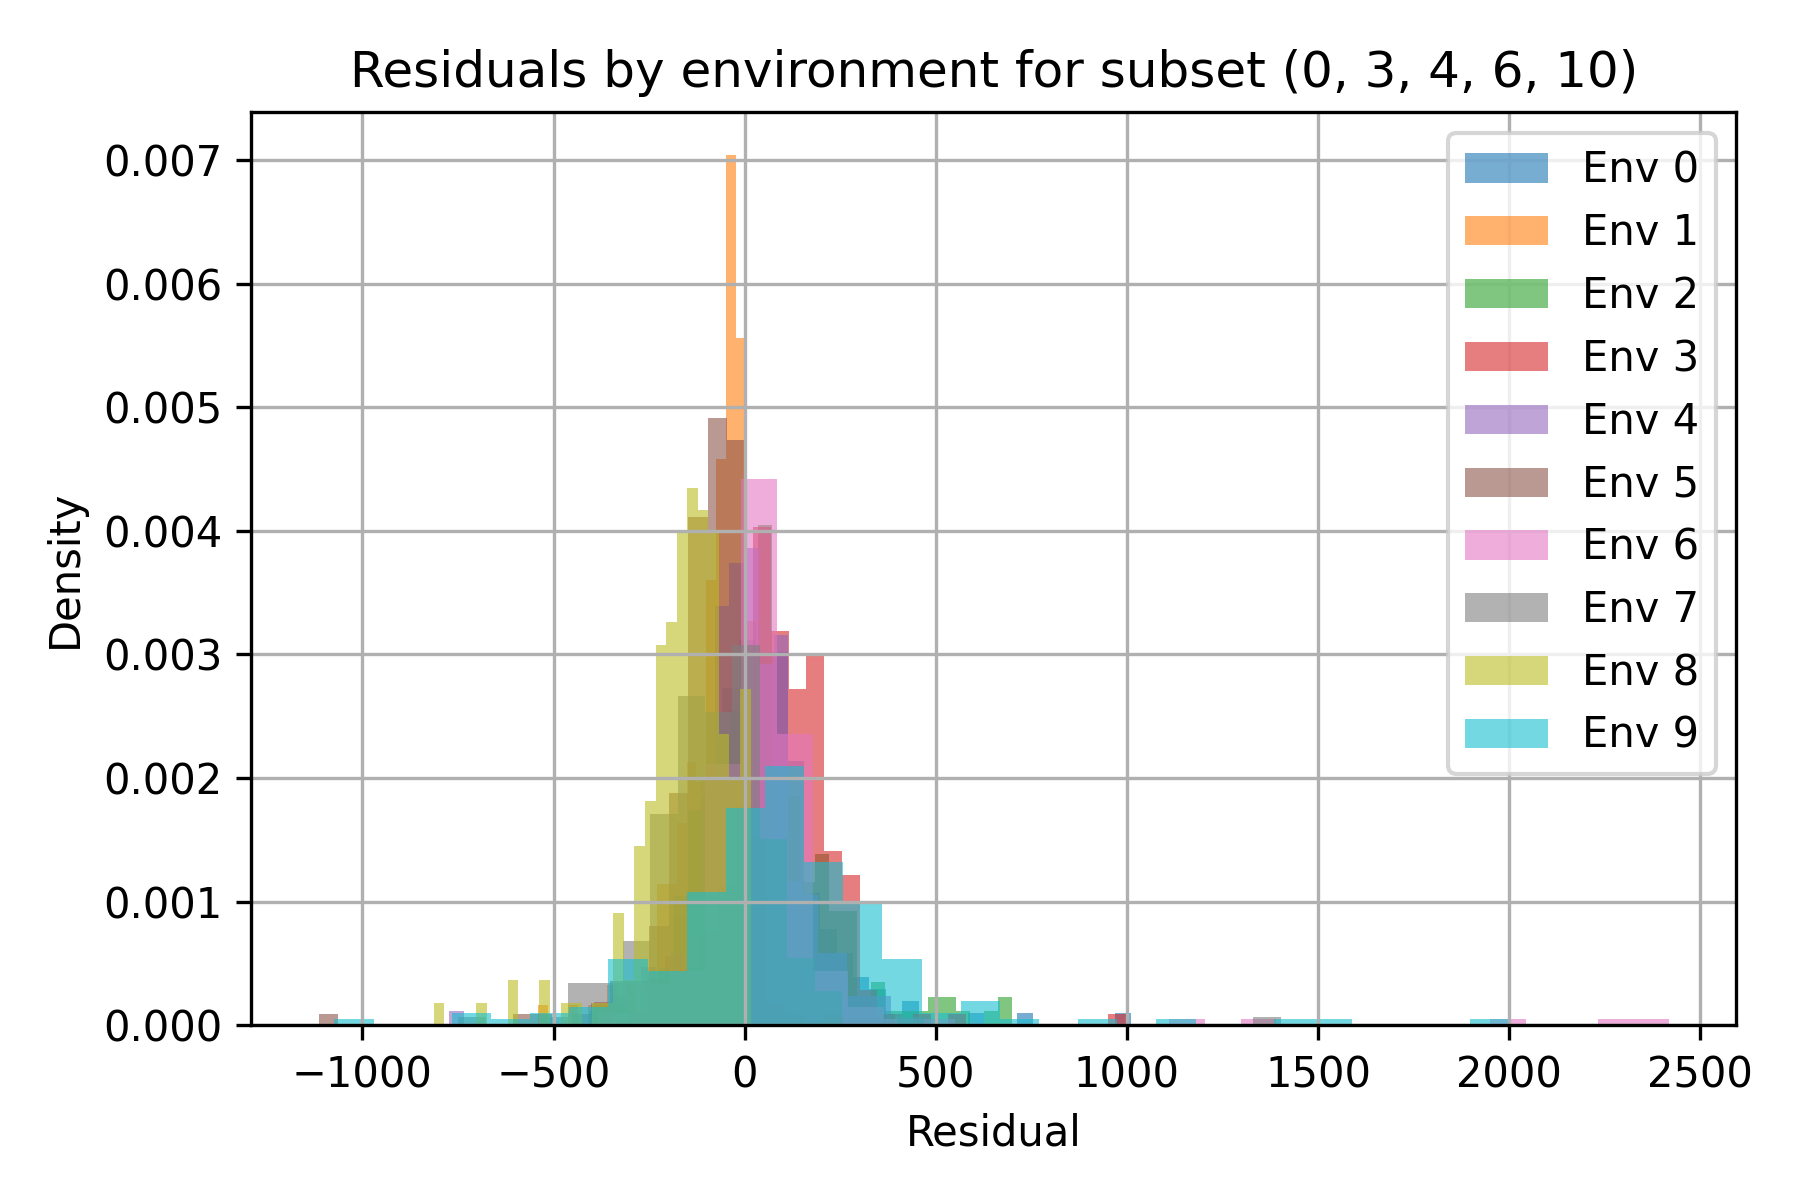 Residuals by environment for subset (0, 3, 4, 6, 10)
0.007
0.006
0.005
0.004
0.003
0.002
0.001
0.000
Density
−1000
−500
0
500
1000
1500
2000
2500
Residual
Env 0
Env 1
Env 2
Env 3
Env 4
Env 5
Env 6
Env 7
Env 8
Env 9